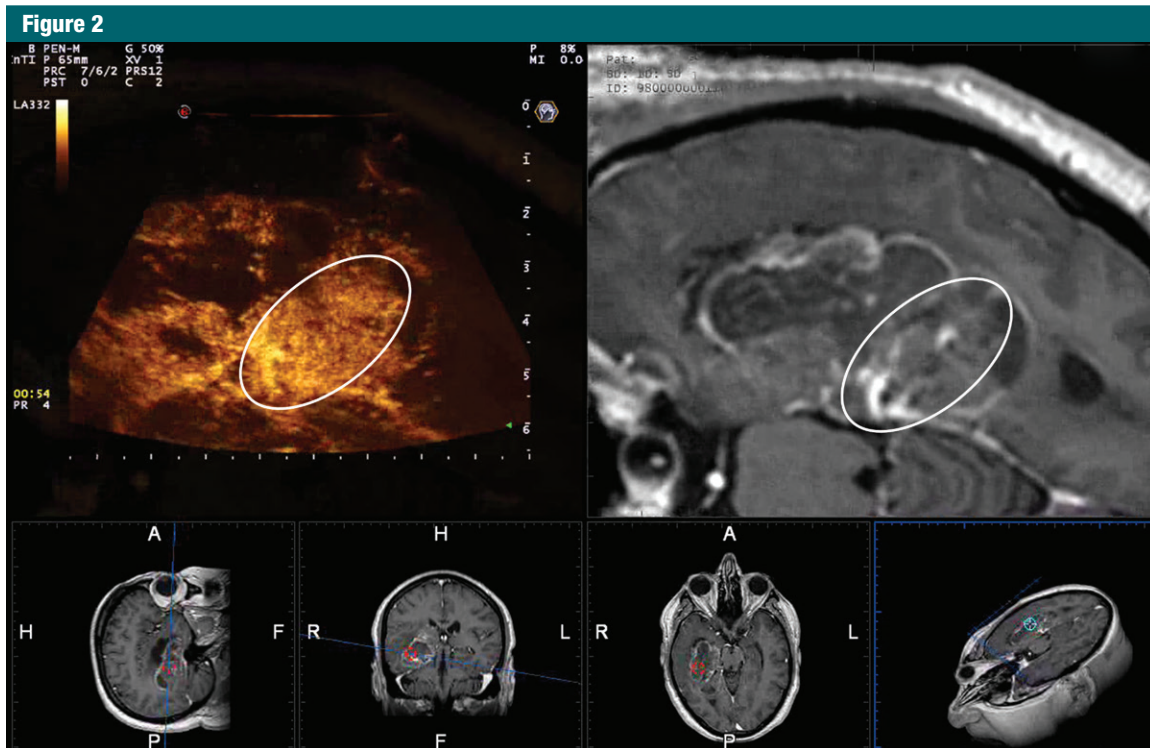 Figure 2
B PEN-M G 50%
InTI P 65mm XV 1
PRC 7/6/2 PRS12
PST 0 C 2
P 8%
MI 0.0
LA332
0
1
2
3
4
5
6
00:54
PR 4
Pat:
A
H
F
P
H
R
L
F
A
R
L
P